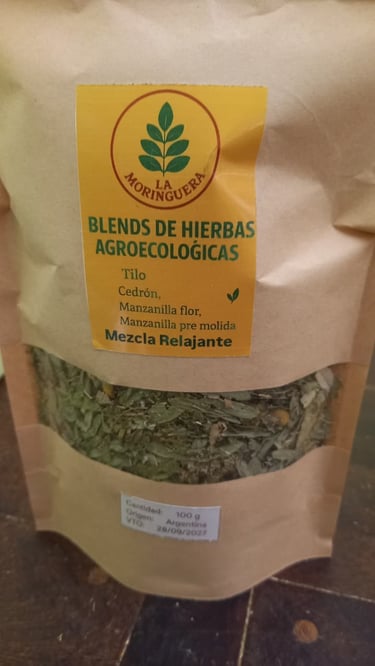 LA
MORINGUERA
BLENDS DE HIERBAS
AGROECOLOǴICAS
Tilo
Cedrón,
Manzanilla flor,
Manzanilla pre molida
Mezcla Relajante
Cantidad: 100 g
Origen: Argentina
VTO: 28/09/2027